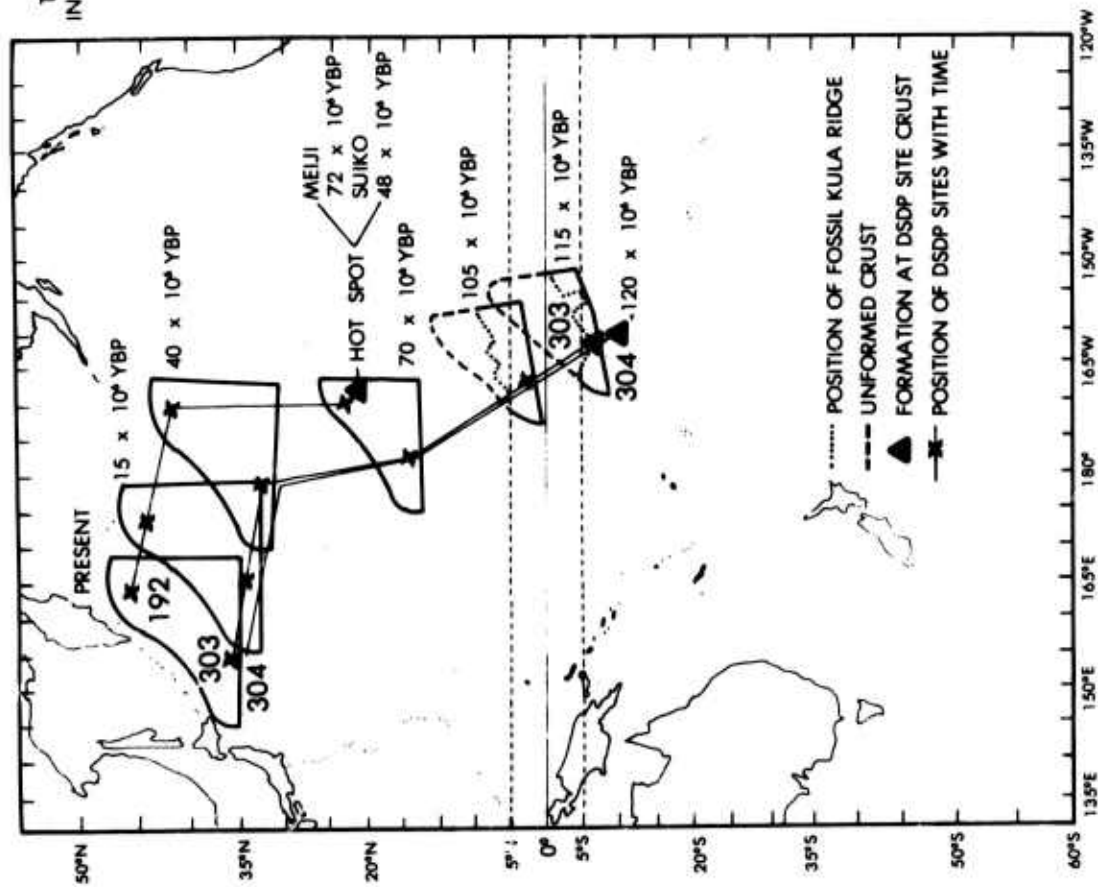 IN
PRESENT
15 x 10⁶ YBP
40 x 10⁶ YBP
MEIJI
72 x 10⁶ YBP
SUIKO
48 x 10⁶ YBP
HOT SPOT
70 x 10⁶ YBP
105 x 10⁶ YBP
115 x 10⁶ YBP
120 x 10⁶ YBP
192
303
304
303
304
POSITION OF FOSSIL KULA RIDGE
UNFORMED CRUST
FORMATION AT DSDP SITE CRUST
POSITION OF DSDP SITES WITH TIME
50°N
35°N
20°N
0°
5°S
20°S
35°S
50°S
60°S
135°E
150°E
165°E
180°
165°W
150°W
135°W
120°W